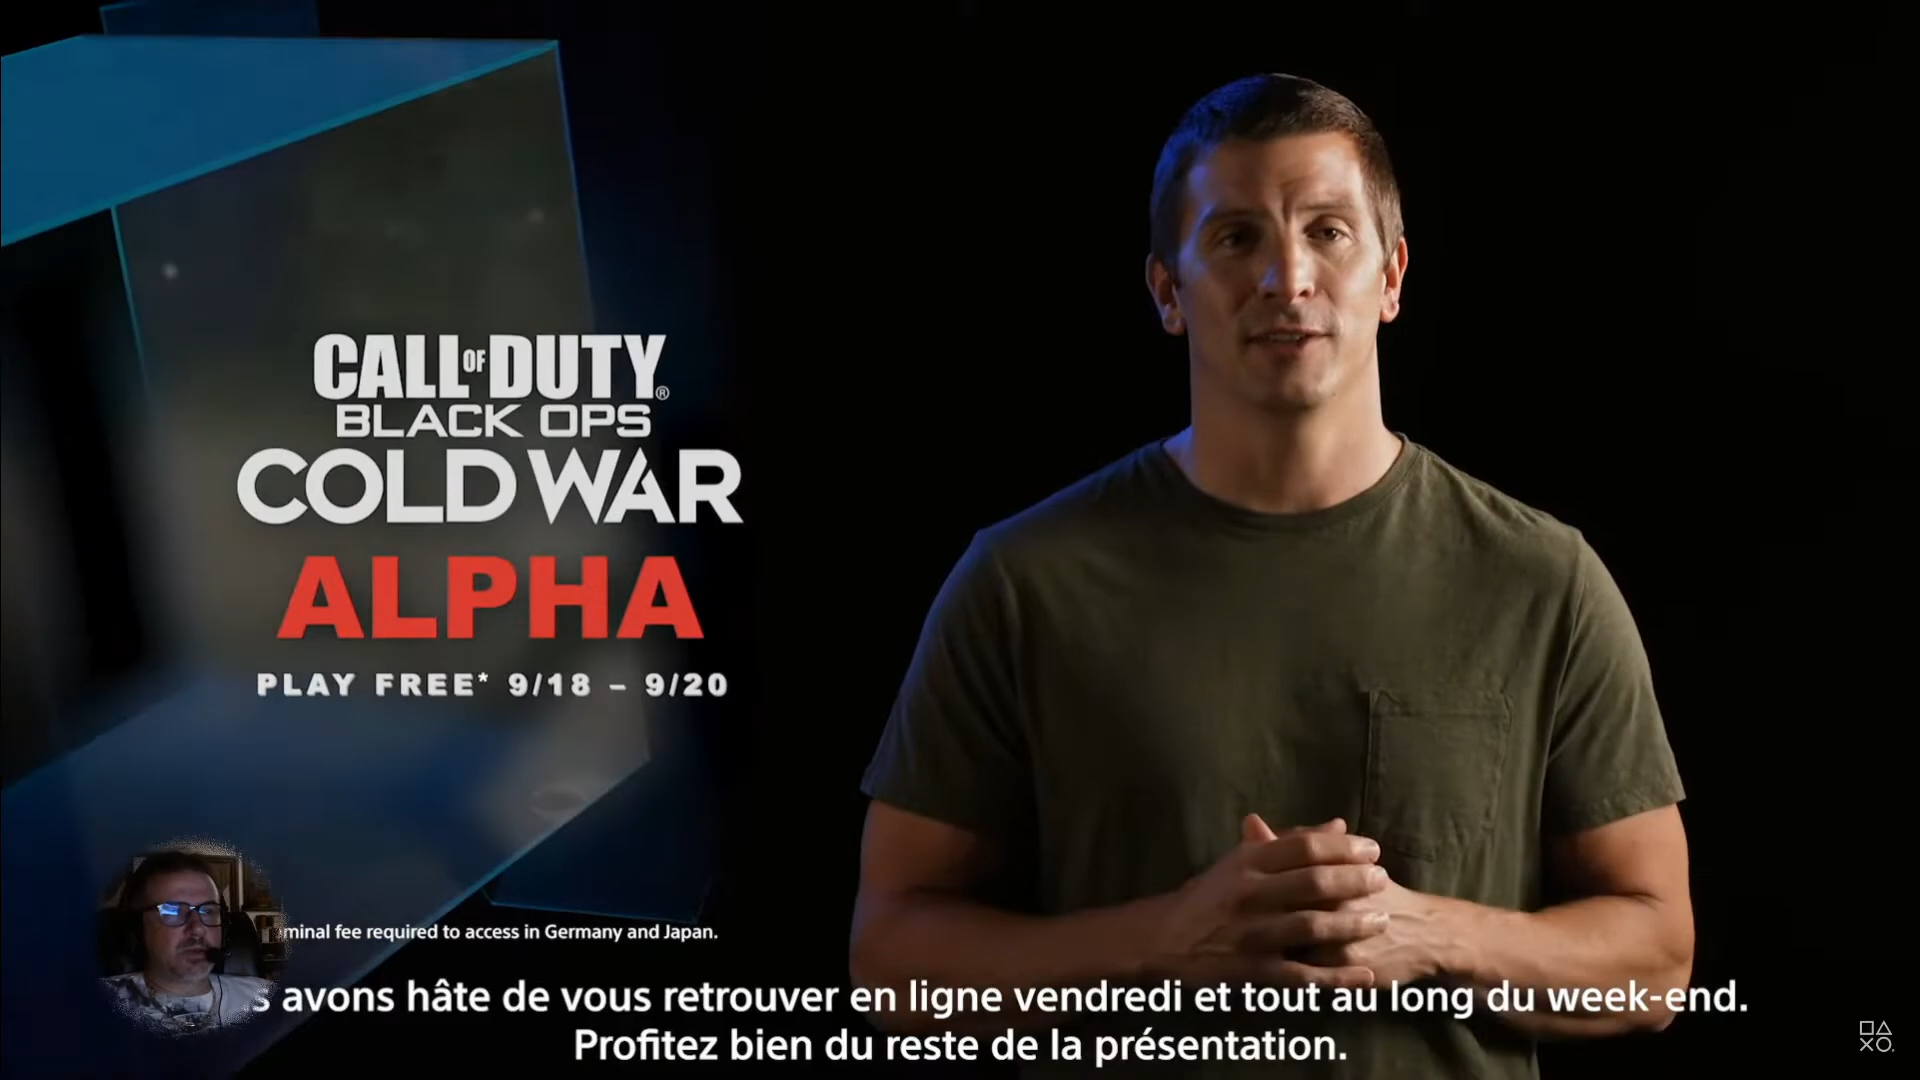 CALL OF DUTY®
BLACK OPS
COLD WAR
ALPHA
PLAY FREE* 9/18 – 9/20
fee required to access in Germany and Japan.
avons hâte de vous retrouver en ligne vendredi et tout au long du week-end.
Profitez bien du reste de la présentation.